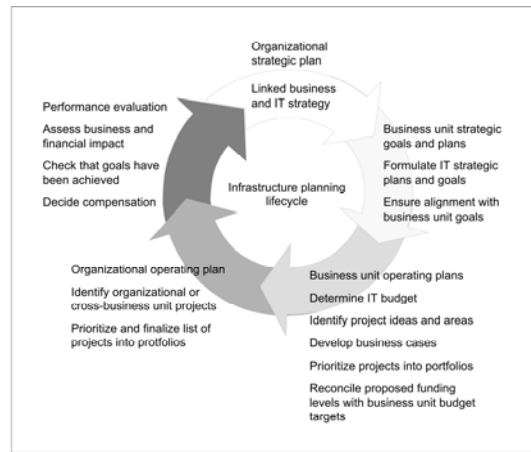 Organizational
strategic plan
Linked business
and IT strategy
Business unit strategic
goals and plans
Formulate IT strategic
plans and goals
Ensure alignment with
business unit goals
Business unit operating plans
Determine IT budget
Identify project ideas and areas
Develop business cases
Prioritize projects into portfolios
Reconcile proposed funding
levels with business unit budget
targets
Organizational operating plan
Identify organizational or
cross-business unit projects
Prioritize and finalize list of
projects into protfolios
Performance evaluation
Assess business and
financial impact
Check that goals have
been achieved
Decide compensation
Infrastructure planning
lifecycle